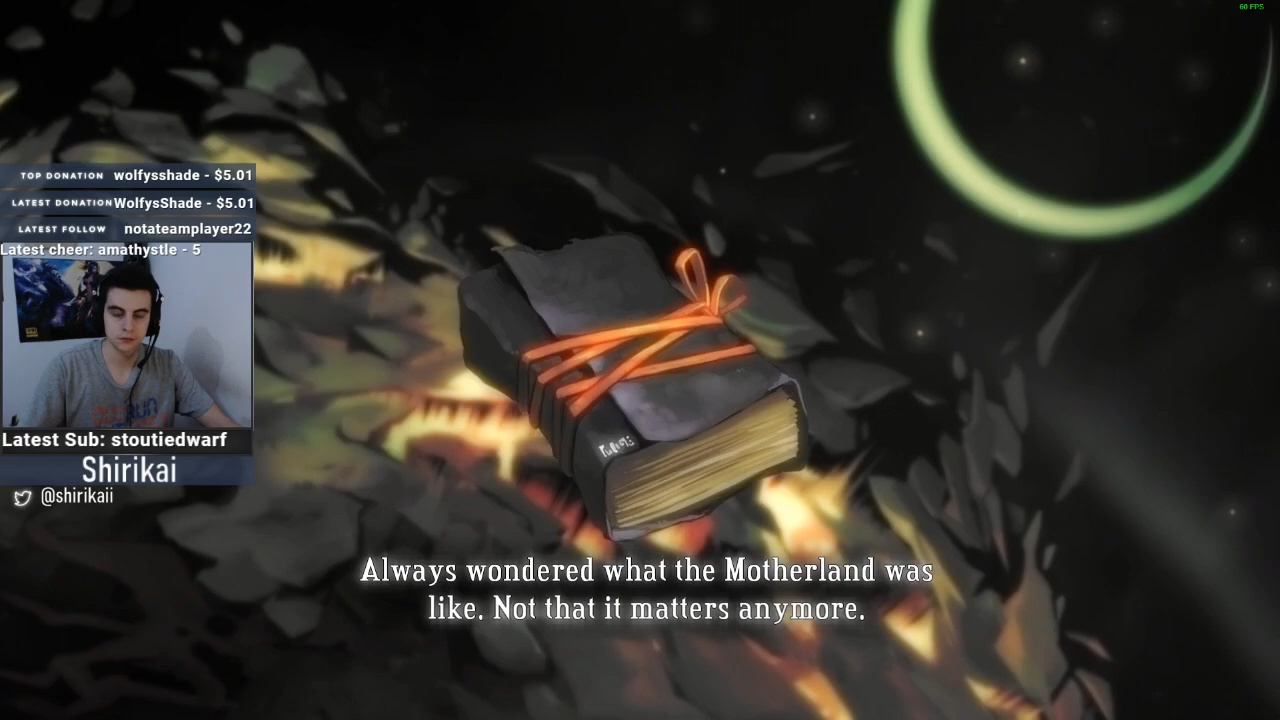 60 FPS
TOP DONATION wolfysshade - $5.01
LATEST DONATION WolfysShade - $5.01
LATEST FOLLOW notateamplayer22
Latest cheer: amathystle - 5
Latest Sub: stoutiedwarf
Shirikai
@shirikaii
Always wondered what the Motherland was
like. Not that it matters anymore.